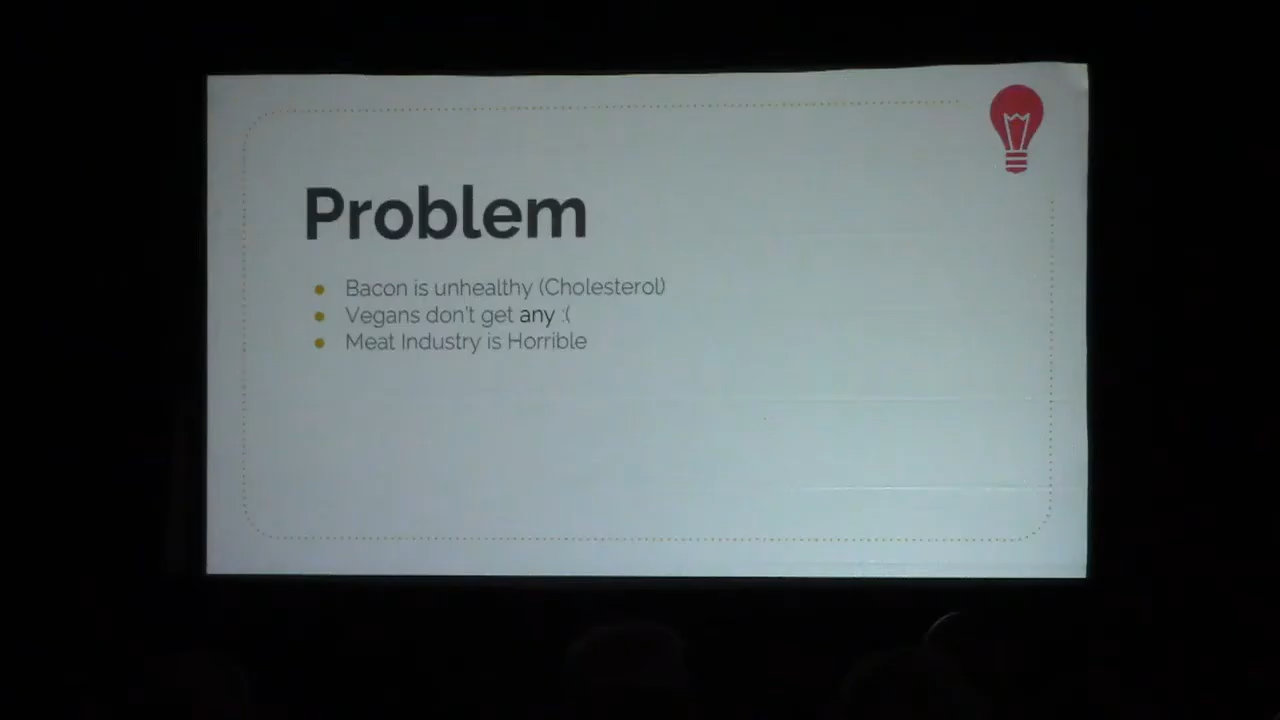 Problem
Bacon is unhealthy (Cholesterol)
Vegans don't get any :(
Meat Industry is Horrible